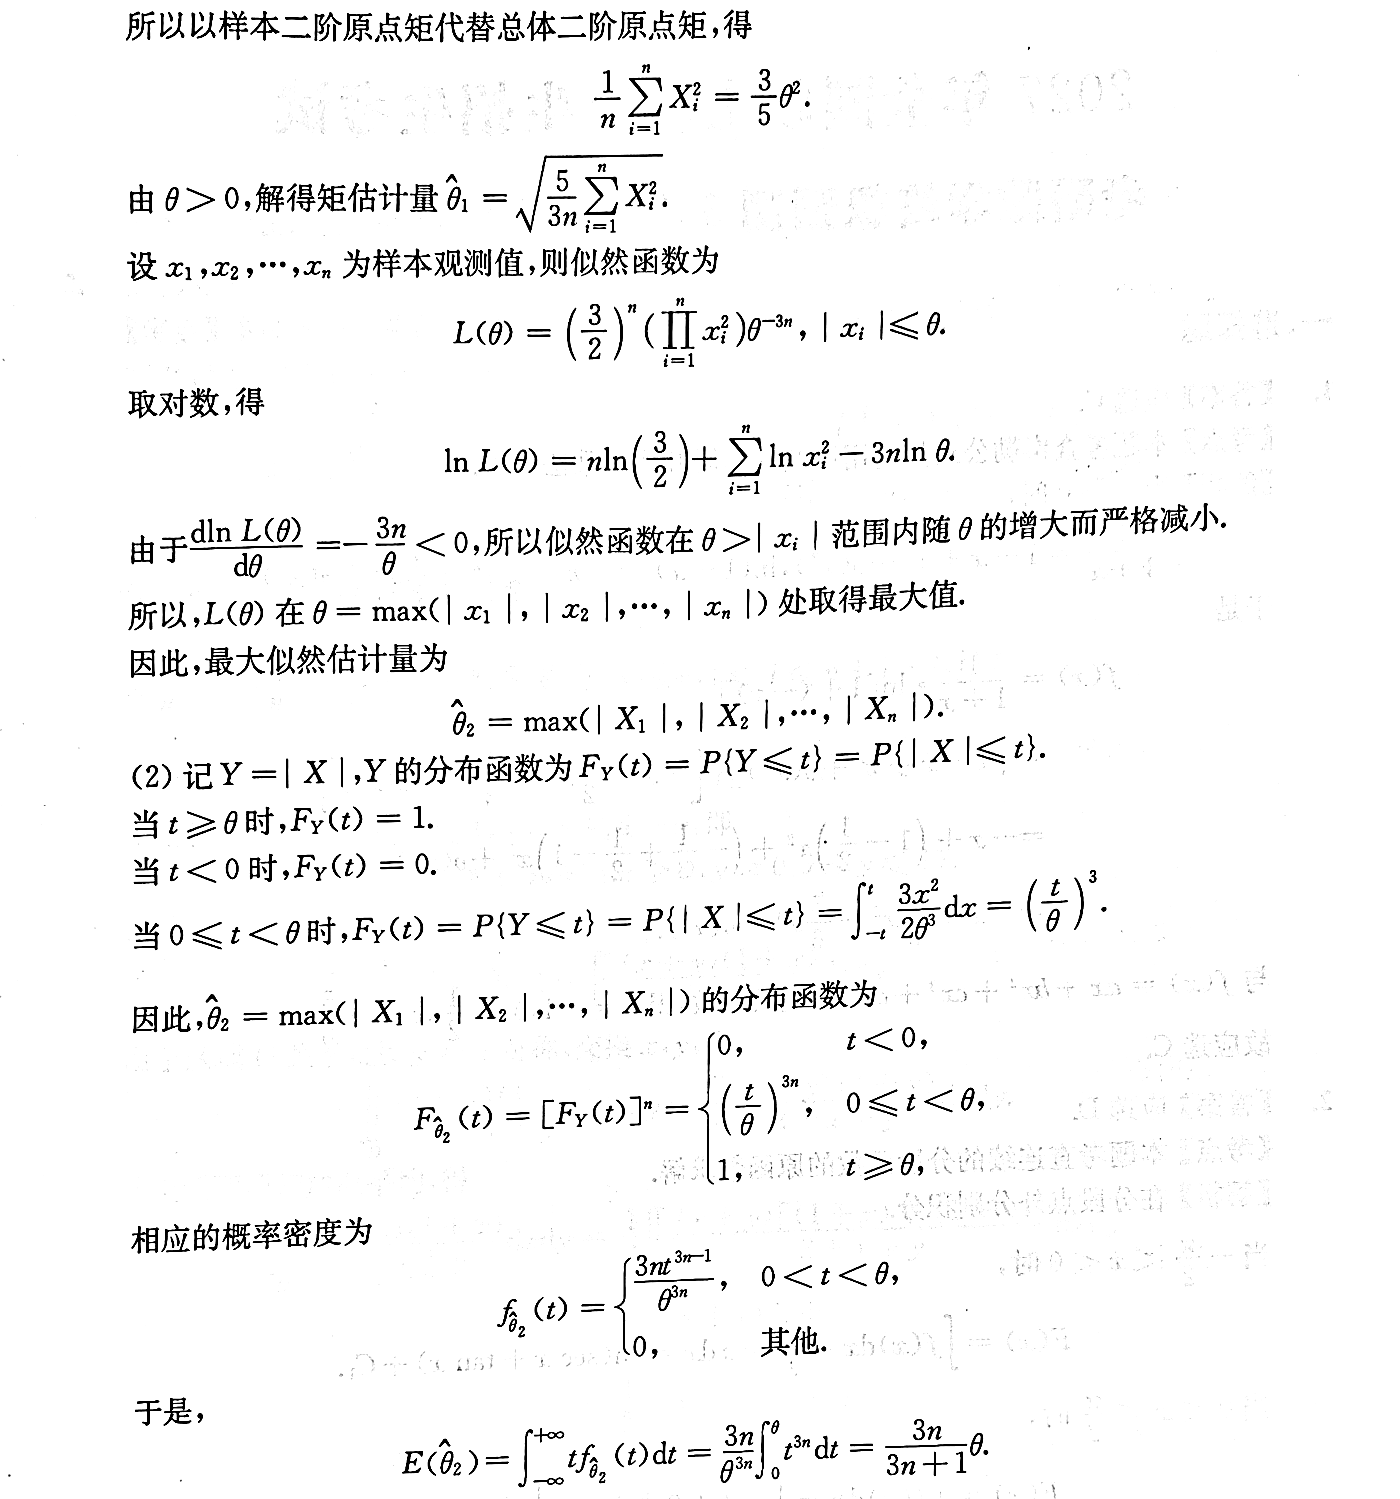 所以以样本二阶原点矩代替总体二阶原点矩,得
$\frac{1}{n}\sum_{i=1}^{n}X_i^2=\frac{3}{5}\theta^2.$
由 θ>0,解得矩估计量 $\hat{\theta}_1=\sqrt{\frac{5}{3n}\sum_{i=1}^{n}X_i^2}.$
设 $x_1,x_2,\cdots,x_n$ 为样本观测值,则似然函数为
$L(\theta)=\left(\frac{3}{2}\right)^n(\prod_{i=1}^{n}x_i^2)\theta^{-3n},|x_i|\leqslant\theta.$
取对数,得
$\ln L(\theta)=n\ln\left(\frac{3}{2}\right)+\sum_{i=1}^{n}\ln x_i^2-3n\ln\theta.$
由于$\frac{d\ln L(\theta)}{d\theta}=-\frac{3n}{\theta}<0$,所以似然函数在 $\theta>|x_i|$ 范围内随 θ 的增大而严格减小.
所以,$L(\theta)$ 在 $\theta=\max(|x_1|,|x_2|,\cdots,|x_n|)$ 处取得最大值.
因此,最大似然估计量为
$\hat{\theta}_2=\max(|X_1|,|X_2|,\cdots,|X_n|).$
(2) 记 $Y=|X|$,Y 的分布函数为 $F_Y(t)=P\{Y\leqslant t\}=P\{|X|\leqslant t\}.$
当 $t\geqslant\theta$ 时,$F_Y(t)=1.$
当 $t<0$ 时,$F_Y(t)=0.$
当 $0\leqslant t<\theta$ 时,$F_Y(t)=P\{Y\leqslant t\}=P\{|X|\leqslant t\}=\int_{-t}^{t}\frac{3x^2}{2\theta^3}dx=\left(\frac{t}{\theta}\right)^3.$
因此,$\hat{\theta}_2=\max(|X_1|,|X_2|,\cdots,|X_n|)$ 的分布函数为
$F_{\hat{\theta}_2}(t)=[F_Y(t)]^n=\begin{cases}0,&t<0,\\\left(\frac{t}{\theta}\right)^{3n},&0\leqslant t<\theta,\\1,&t\geqslant\theta,\end{cases}$
相应的概率密度为
$f_{\hat{\theta}_2}(t)=\begin{cases}\frac{3nt^{3n-1}}{\theta^{3n}},&0<t<\theta,\\0,&其他.\end{cases}$
于是,
$E(\hat{\theta}_2)=\int_{-\infty}^{+\infty}tf_{\hat{\theta}_2}(t)dt=\frac{3n}{\theta^{3n}}\int_{0}^{\theta}t^{3n}dt=\frac{3n}{3n+1}\theta.$